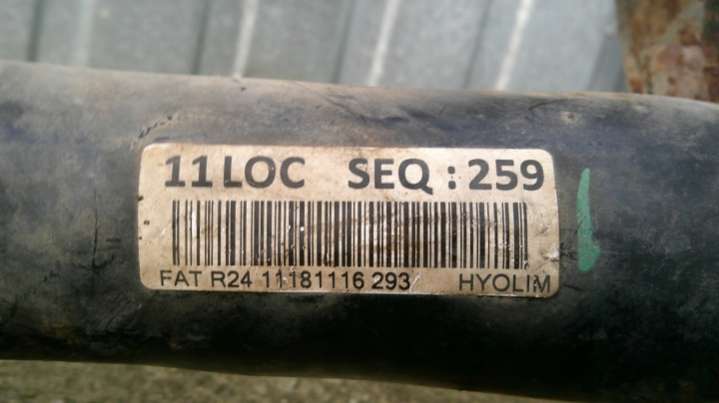 11LOC SEQ : 259
FAT R24 11181116 293 HYOLIM